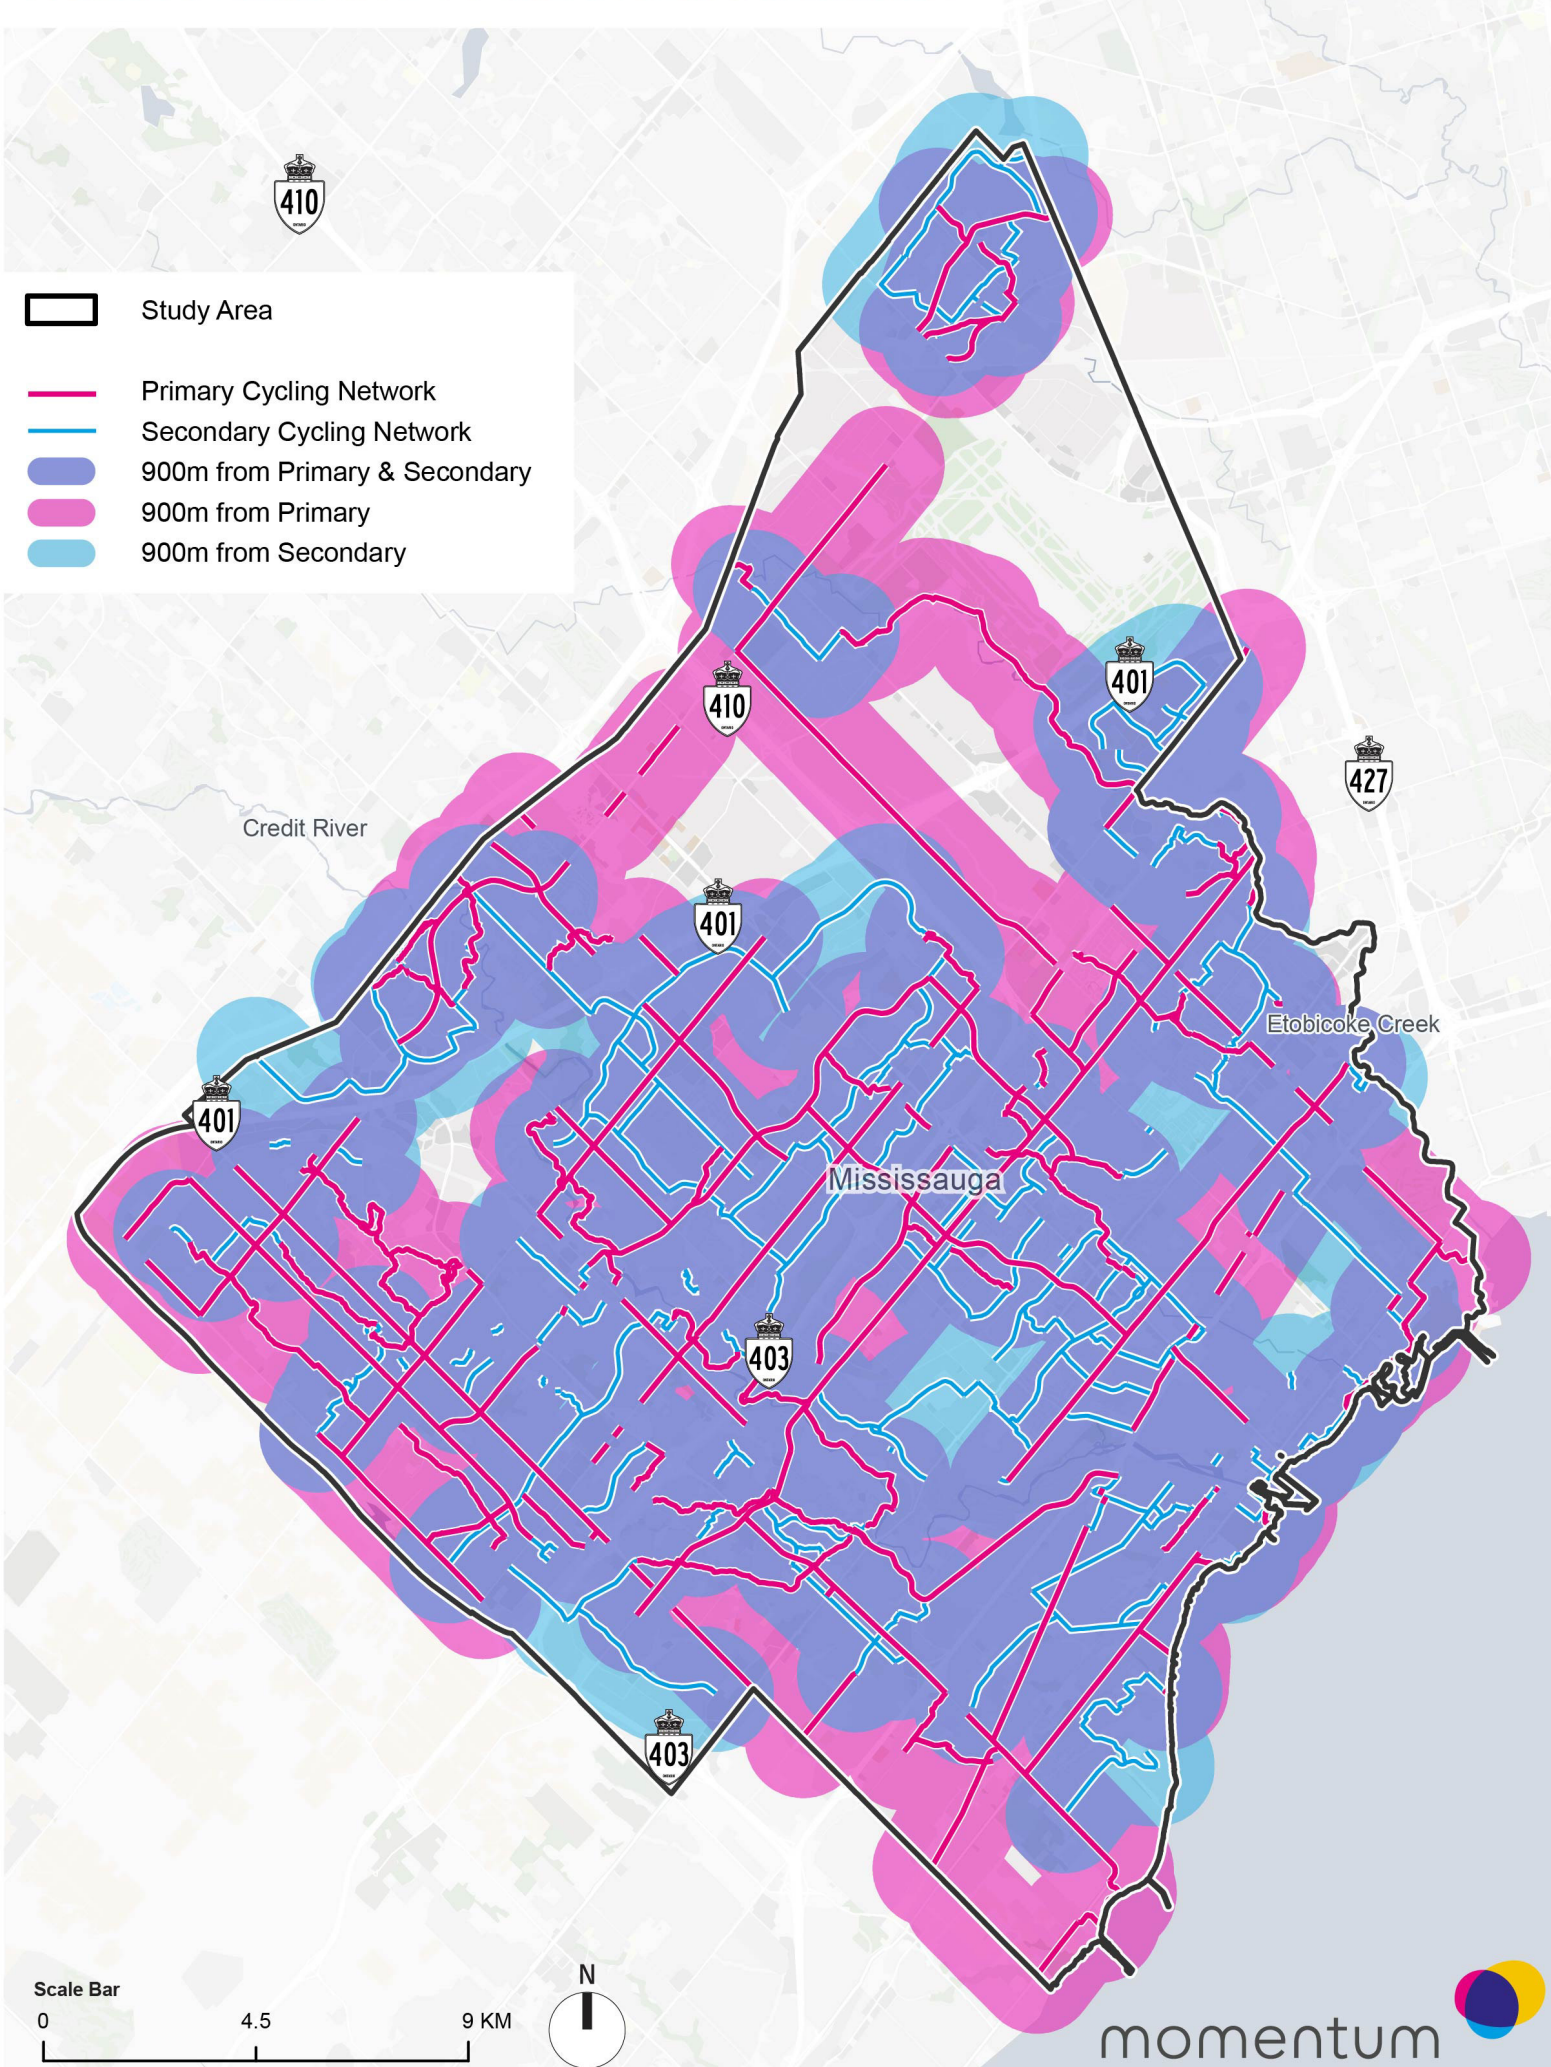 410
ONTARIO
Study Area
Primary Cycling Network
Secondary Cycling Network
900m from Primary & Secondary
900m from Primary
900m from Secondary
401
410
427
Credit River
401
Etobicoke Creek
401
Mississauga
403
403
Scale Bar
0 4.5 9 KM
N
momentum